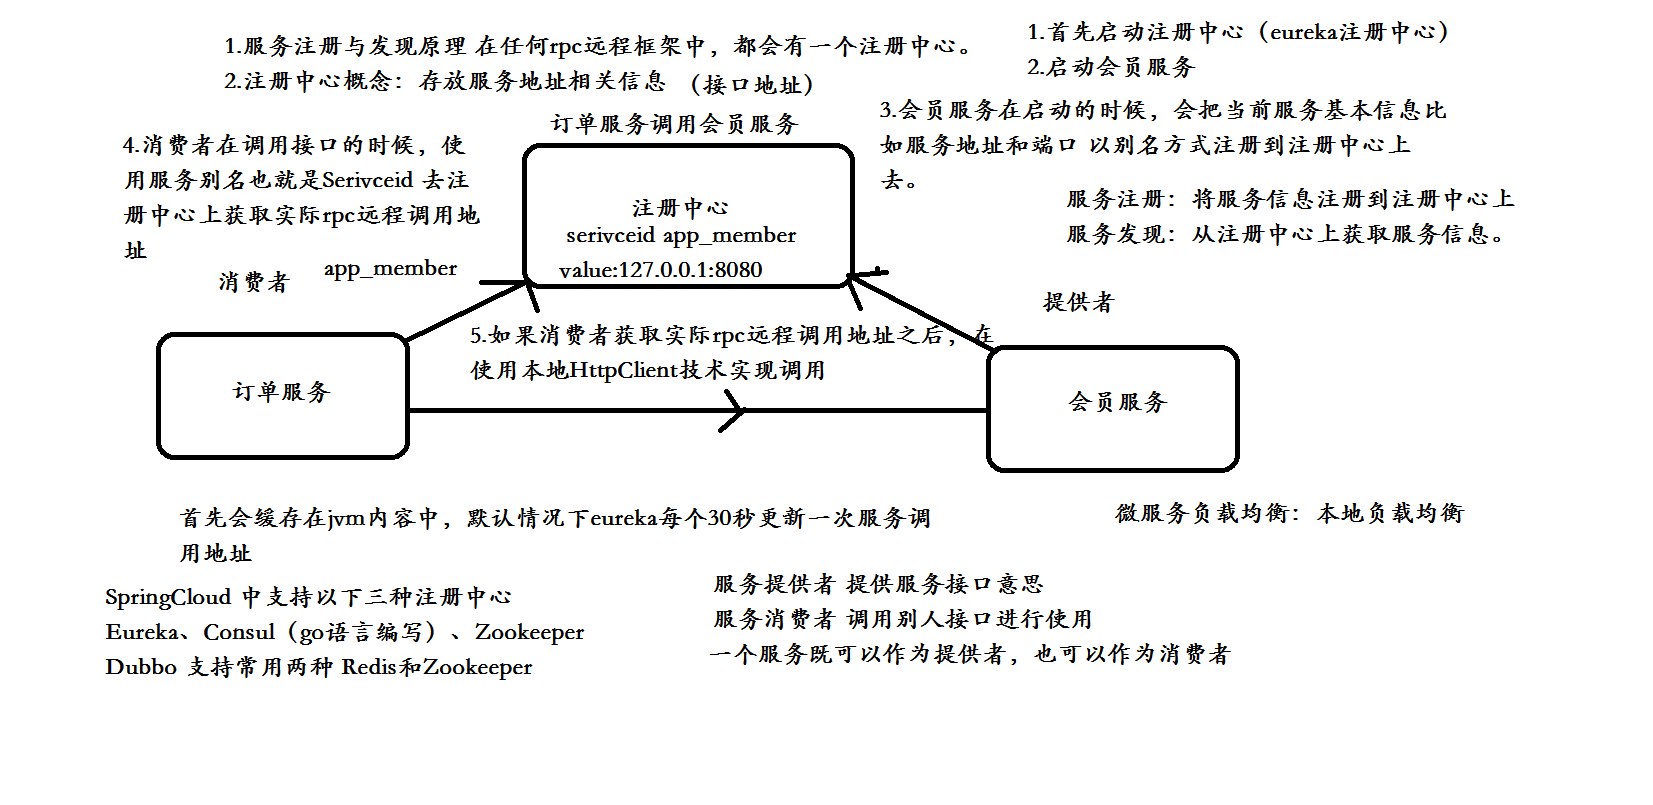 1.服务注册与发现原理 在任何rpc远程框架中，都会有一个注册中心。
2.注册中心概念：存放服务地址相关信息 （接口地址）
订单服务调用会员服务
1.首先启动注册中心（eureka注册中心）
2.启动会员服务
3.会员服务在启动的时候，会把当前服务基本信息比
如服务地址和端口 以别名方式注册到注册中心上
去。
服务注册：将服务信息注册到注册中心上
服务发现：从注册中心上获取服务信息。
4.消费者在调用接口的时候，使
用服务别名也就是Serivceid 去注
册中心上获取实际rpc远程调用地
址
消费者
app_member
注册中心
serivceid app_member
value:127.0.0.1:8080
提供者
5.如果消费者获取实际rpc远程调用地址之后，在
使用本地HttpClient技术实现调用
订单服务
会员服务
首先会缓存在jvm内容中，默认情况下eureka每个30秒更新一次服务调
用地址
微服务负载均衡：本地负载均衡
SpringCloud 中支持以下三种注册中心
Eureka、Consul（go语言编写）、Zookeeper
Dubbo 支持常用两种 Redis和Zookeeper
服务提供者 提供服务接口意思
服务消费者 调用别人接口进行使用
一个服务既可以作为提供者，也可以作为消费者